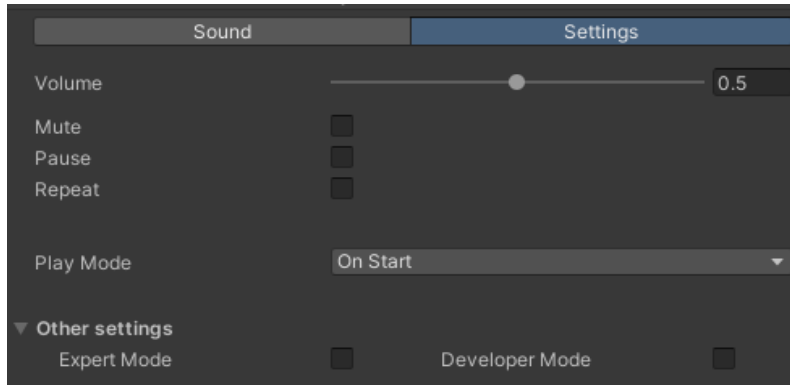 Sound Settings
Volume 0.5
Mute
Pause
Repeat
Play Mode On Start
Other settings
Expert Mode Developer Mode